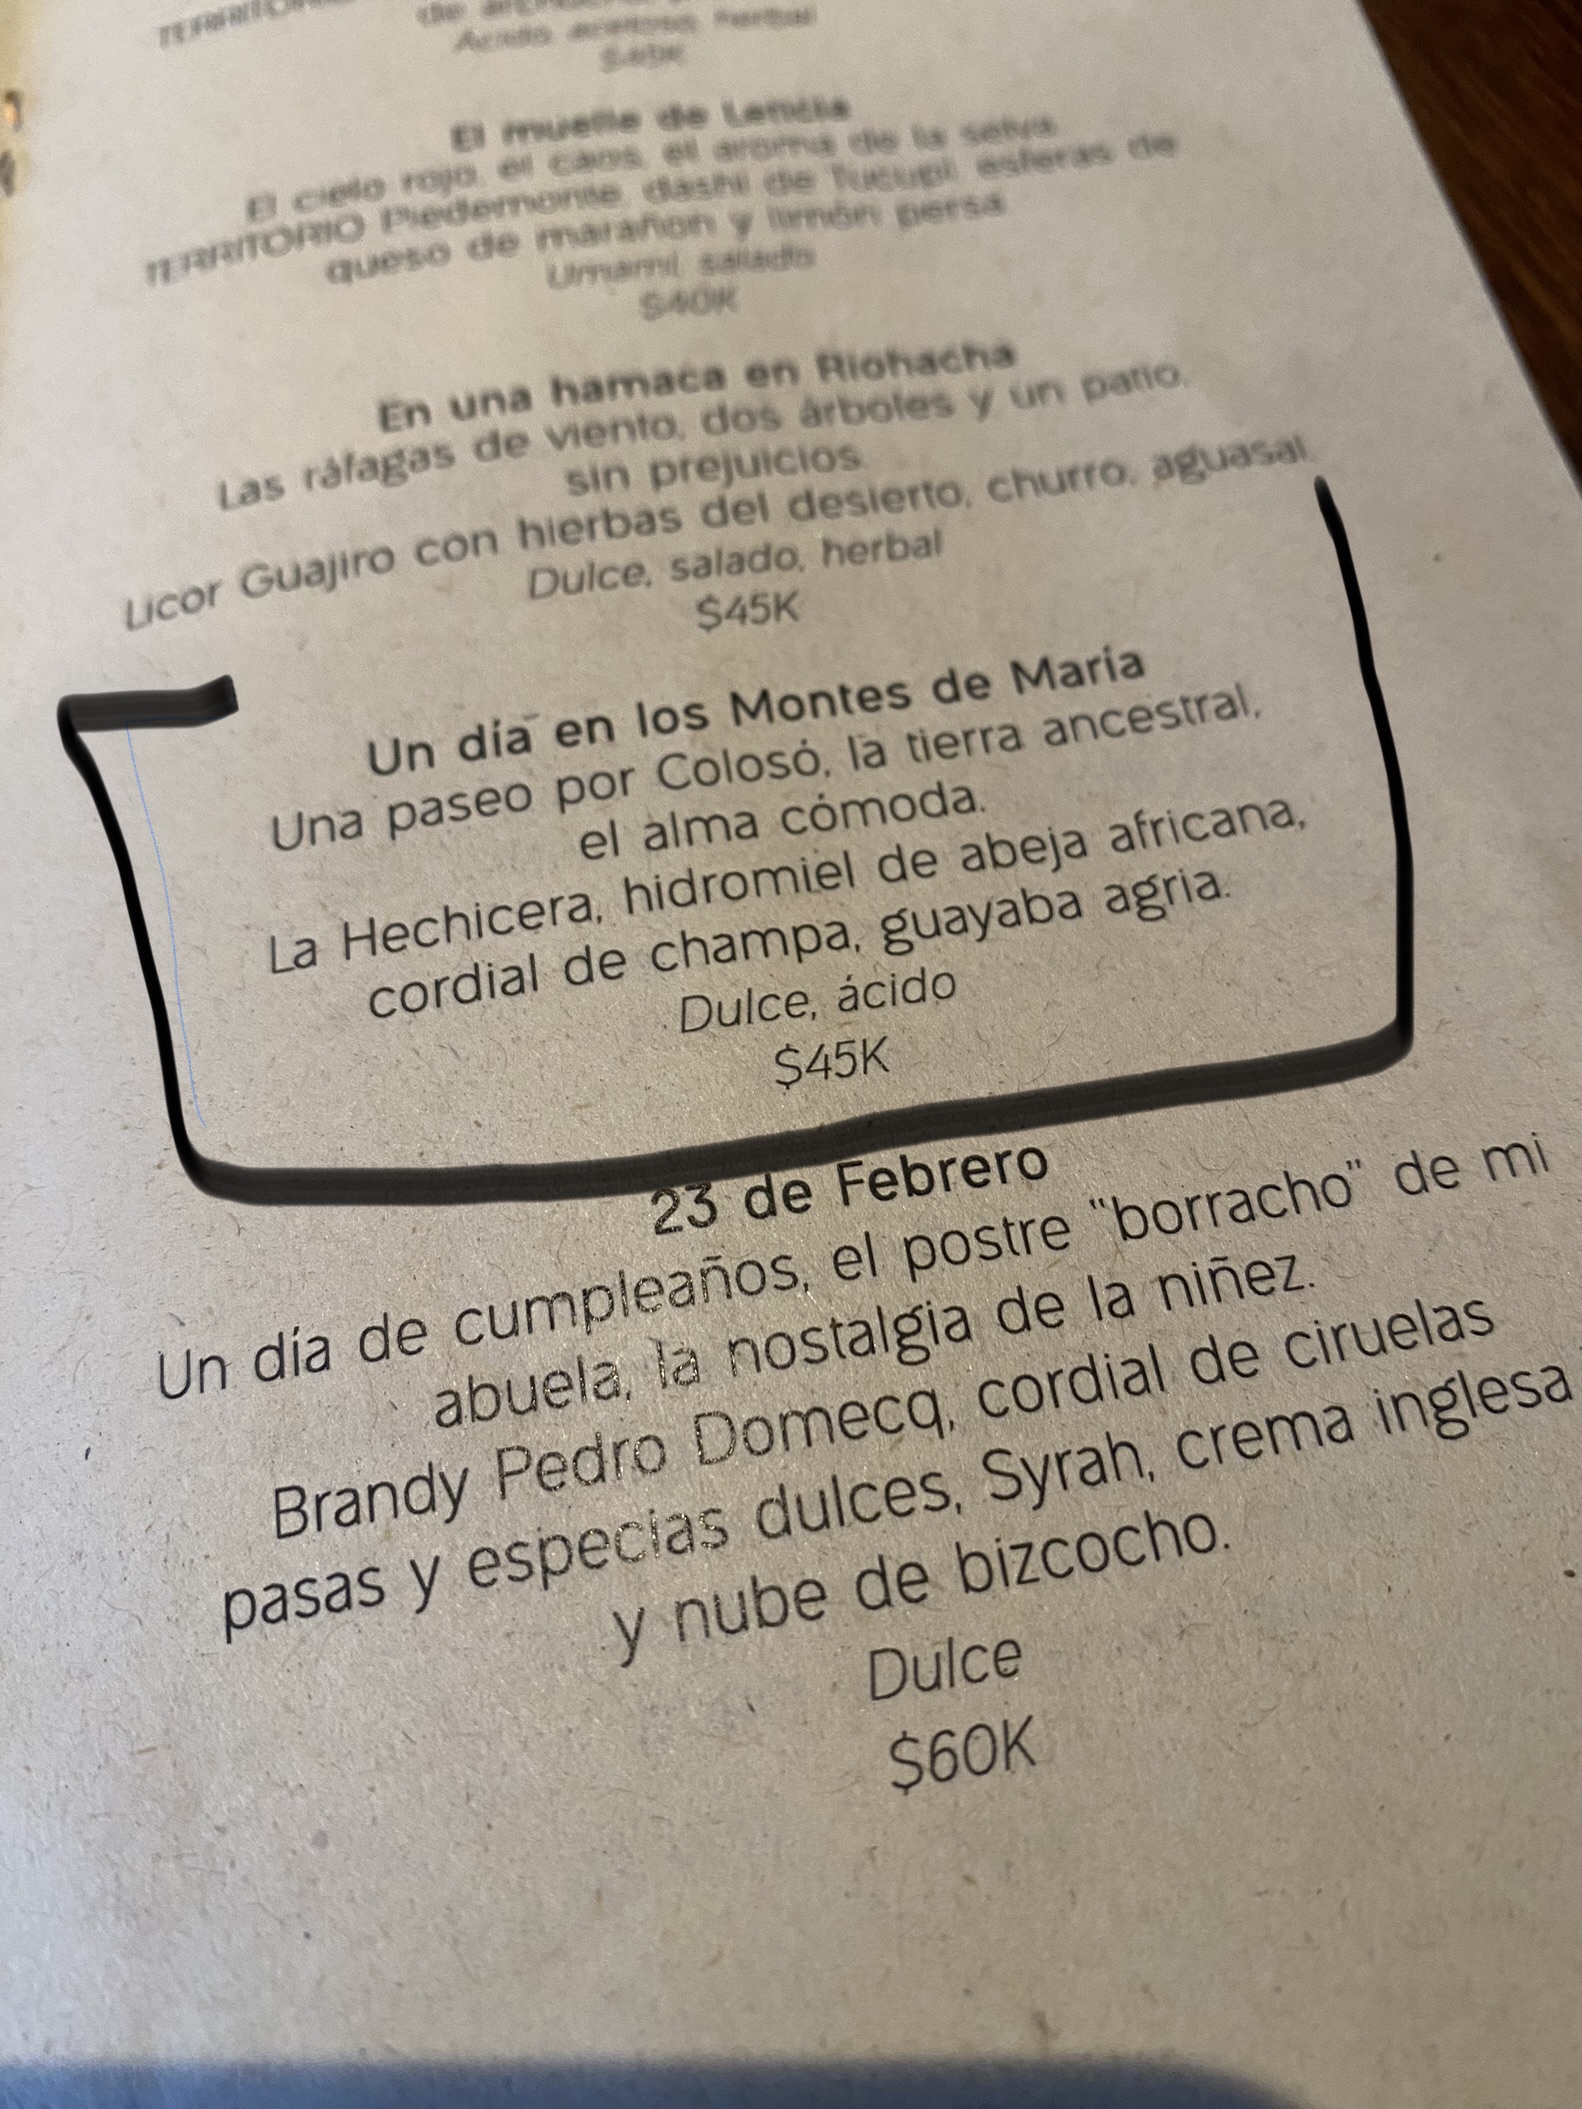 Ácido, herbal
El muelle de Leticia
El cielo rojo, el caos, el aroma de la selva
TERRITORIO Piedemonte, dashi de Tucupí, esferas de
queso de marañon y limón persa
Umami, salado
$40K
En una hamaca en Riohacha
Las ráfagas de viento, dos árboles y un patio,
sin prejuicios
Licor Guajiro con hierbas del desierto, churro, aguasal
Dulce, salado, herbal
$45K
Un día en los Montes de María
Una paseo por Colosó, la tierra ancestral,
el alma cómoda.
La Hechicera, hidromiel de abeja africana,
cordial de champa, guayaba agria.
Dulce, ácido
$45K
23 de Febrero
Un día de cumpleaños, el postre "borracho" de mi
abuela, la nostalgia de la niñez.
Brandy Pedro Domecq, cordial de ciruelas
pasas y especias dulces, Syrah, crema inglesa
y nube de bizcocho.
Dulce
$60K